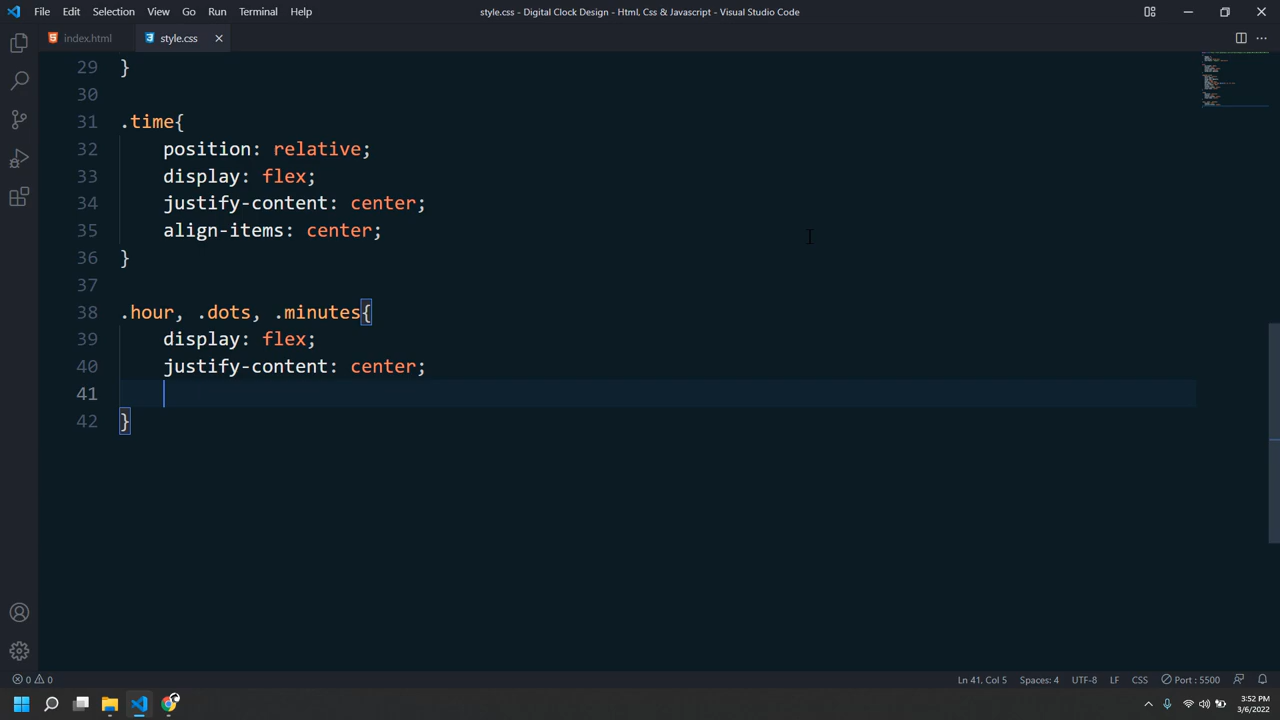 File Edit Selection View Go Run Terminal Help
style.css - Digital Clock Design - Html, Css & Javascript - Visual Studio Code
index.html
style.css
29 }
30
31 .time{
32 position: relative;
33 display: flex;
34 justify-content: center;
35 align-items: center;
36 }
37
38 .hour, .dots, .minutes{
39 display: flex;
40 justify-content: center;
41
42 }
0 0
Ln 41, Col 5 Spaces: 4 UTF-8 LF CSS Port : 5500
3:52 PM
3/6/2022